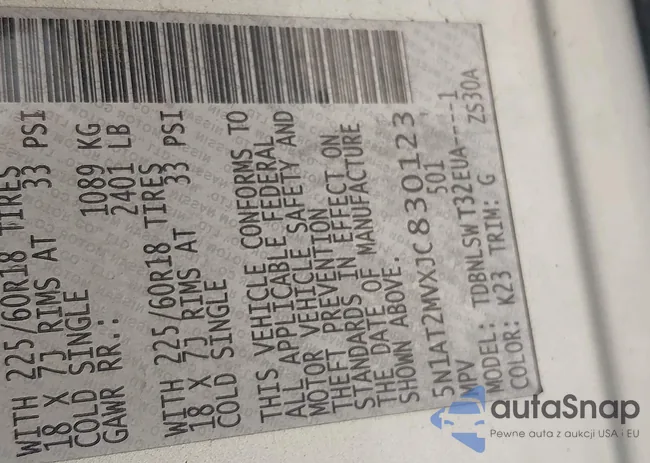 WITH 225/60R18 TIRES
18 X 7J RIMS AT 33 PSI
COLD SINGLE
GAWR RR.: 1089 KG
2401 LB
WITH 225/60R18 TIRES
18 X 7J RIMS AT 33 PSI
COLD SINGLE
THIS VEHICLE CONFORMS TO
ALL APPLICABLE FEDERAL
MOTOR VEHICLE SAFETY AND
THEFT PREVENTION
STANDARDS IN EFFECT ON
THE DATE OF MANUFACTURE
SHOWN ABOVE.
5N1AT2MVXJC830123
MPV 501
MODEL: TDBNLSW T32EUA----1
COLOR: K23 TRIM: G ZS30A
autaSnap
Pewne auta z aukcji USA i EU